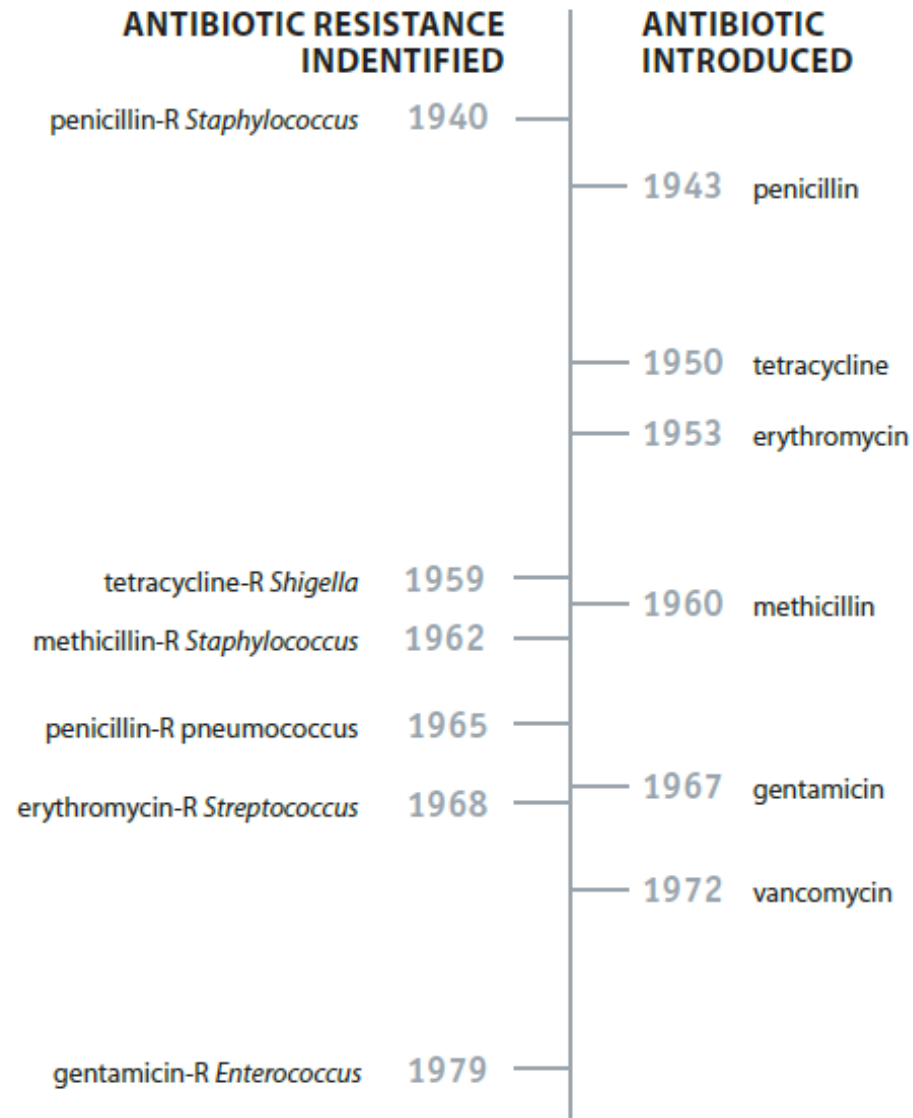 ANTIBIOTIC RESISTANCE
INDENTIFIED
ANTIBIOTIC
INTRODUCED
penicillin-R Staphylococcus 1940
1943 penicillin
1950 tetracycline
1953 erythromycin
tetracycline-R Shigella 1959
1960 methicillin
methicillin-R Staphylococcus 1962
penicillin-R pneumococcus 1965
1967 gentamicin
erythromycin-R Streptococcus 1968
1972 vancomycin
gentamicin-R Enterococcus 1979